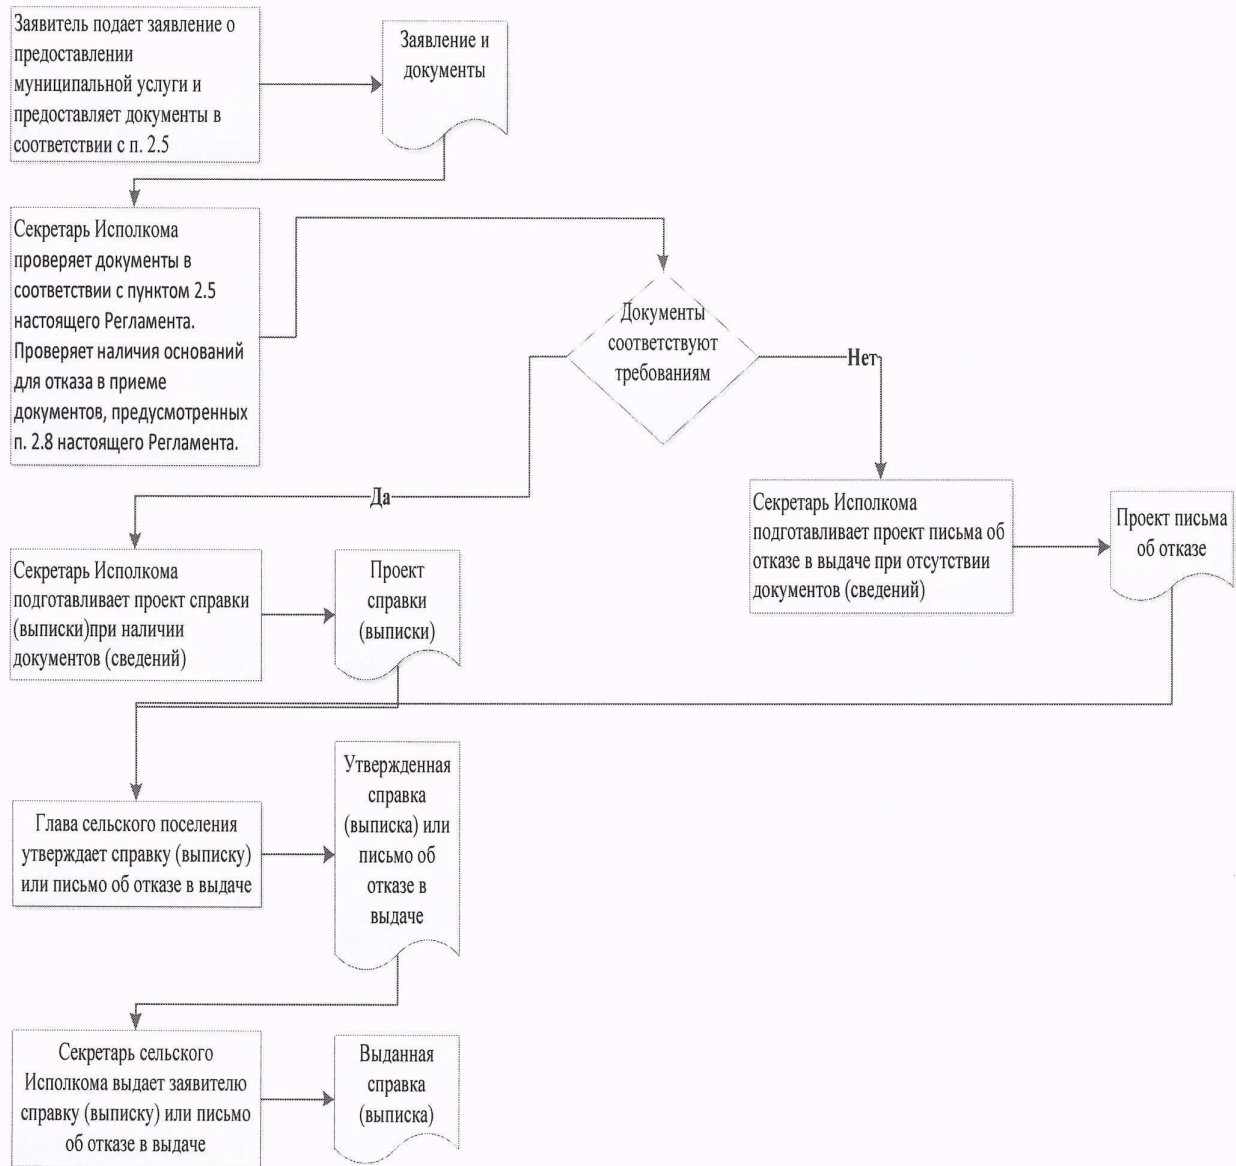 Заявитель подает заявление о
предоставлении
муниципальной услуги и
предоставляет документы в
соответствии с п. 2.5
Заявление и
документы
Секретарь Исполкома
проверяет документы в
соответствии с пунктом 2.5
настоящего Регламента.
Проверяет наличия оснований
для отказа в приеме
документов, предусмотренных
п. 2.8 настоящего Регламента.
Документы
соответствуют
требованиям
Нет
Да
Секретарь Исполкома
подготавливает проект письма об
отказе в выдаче при отсутствии
документов (сведений)
Проект письма
об отказе
Секретарь Исполкома
подготавливает проект справки
(выписки)при наличии
документов (сведений)
Проект
справки
(выписки)
Глава сельского поселения
утверждает справку (выписку)
или письмо об отказе в выдаче
Утвержденная
справка
(выписка) или
письмо об
отказе в
выдаче
Секретарь сельского
Исполкома выдает заявителю
справку (выписку) или письмо
об отказе в выдаче
Выданная
справка
(выписка)